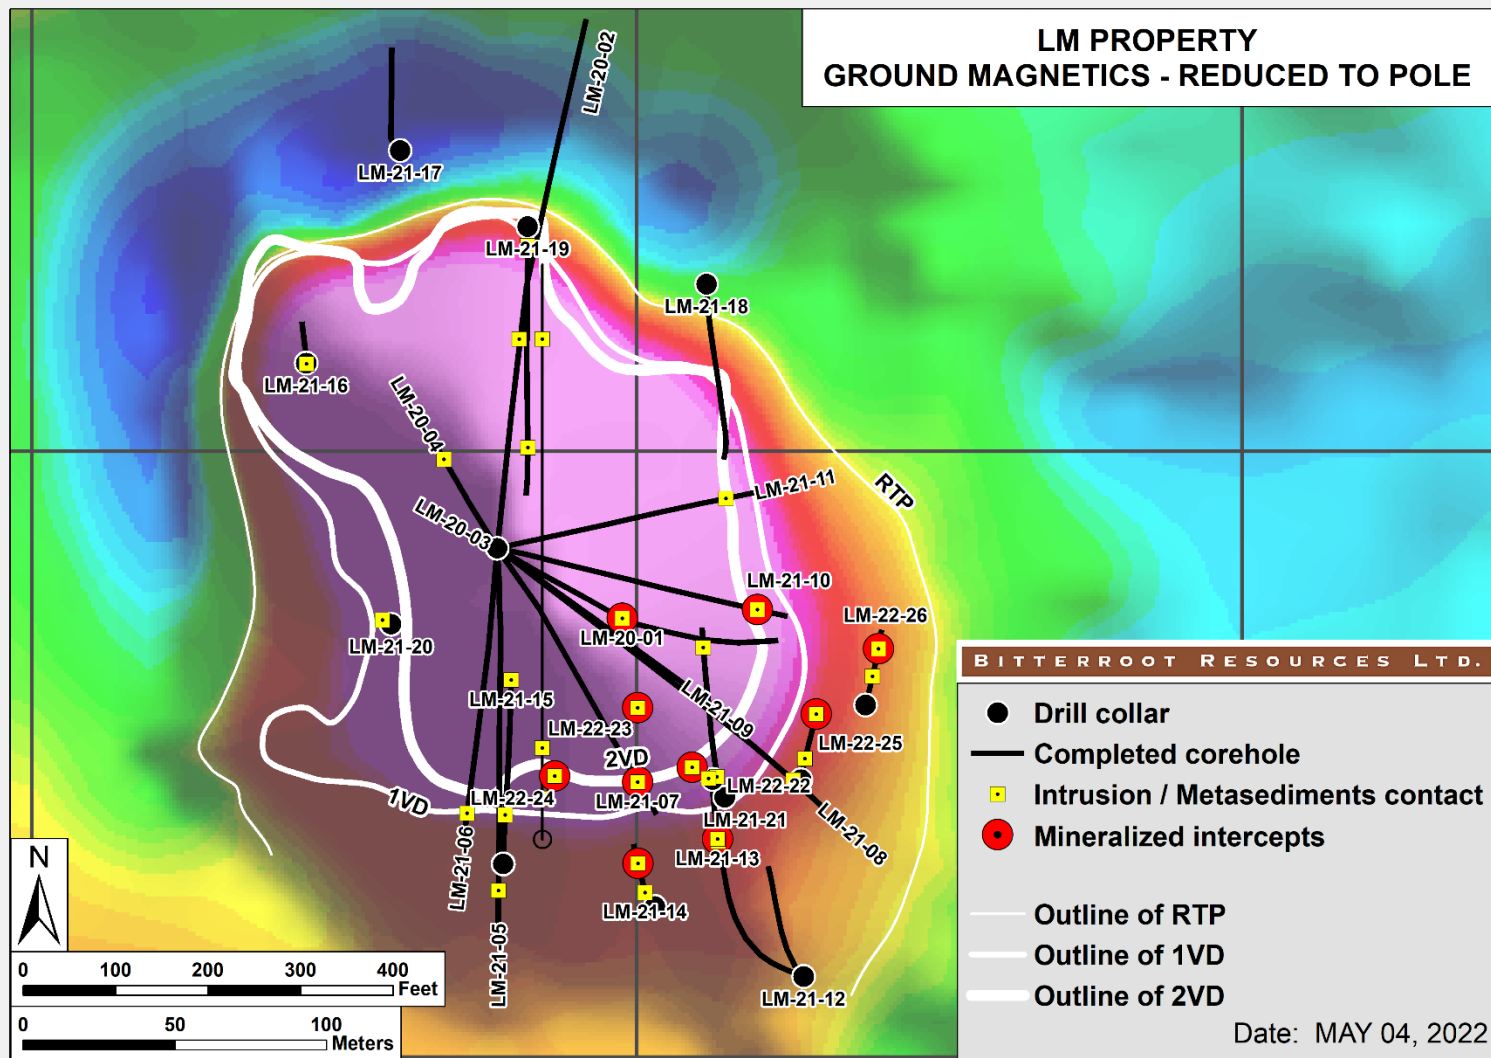 LM PROPERTY
GROUND MAGNETICS - REDUCED TO POLE
LM-20-02
LM-21-17
LM-21-19
LM-21-18
LM-21-16
LM-20-04
LM-21-11
RTP
LM-20-03
LM-21-10
LM-22-26
LM-20-01
LM-21-20
LM-21-15
LM-21-09
LM-22-23
LM-22-25
2VD
LM-22-22
1VD
LM-22-24
LM-21-07
LM-21-21
LM-21-08
LM-21-06
LM-21-13
LM-21-14
LM-21-05
LM-21-12
BITTERROOT RESOURCES LTD.
Drill collar
Completed corehole
Intrusion / Metasediments contact
Mineralized intercepts
Outline of RTP
Outline of 1VD
Outline of 2VD
Date: MAY 04, 2022
N
0 100 200 300 400
Feet
0 50 100
Meters